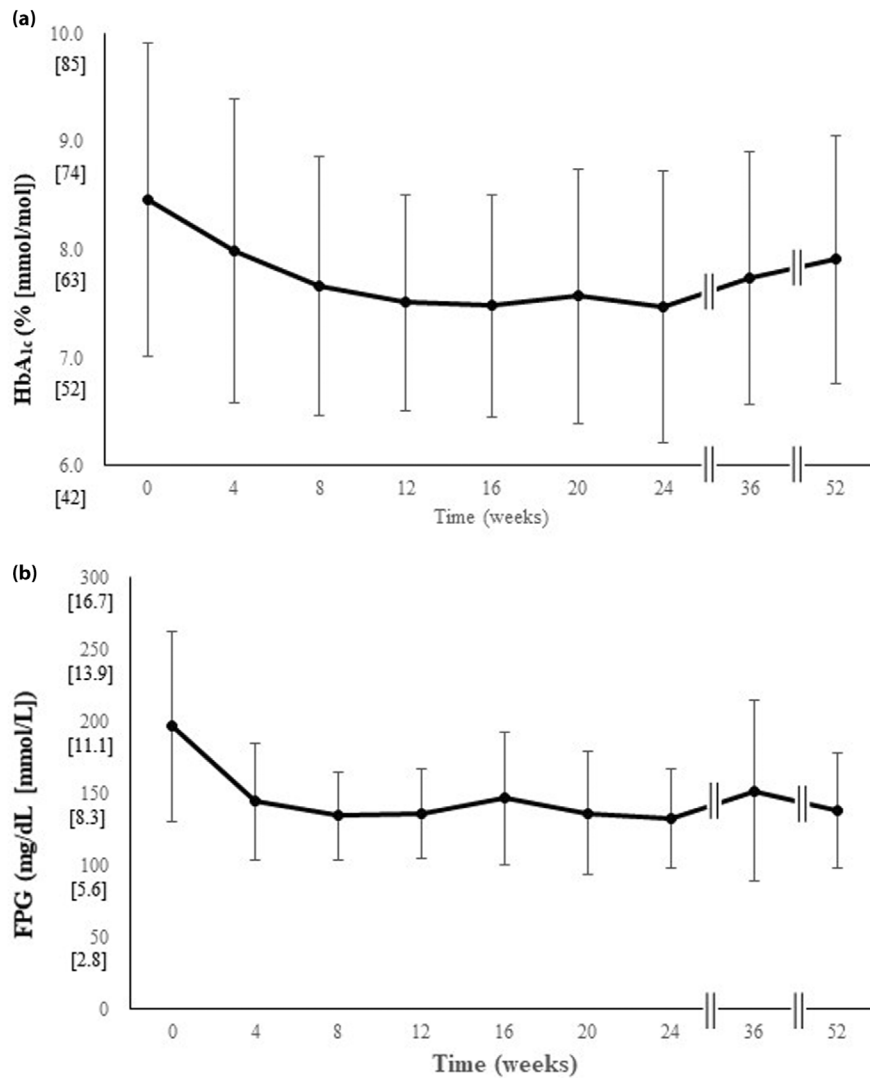 (a)
HbA1c (% [mmol/mol])
10.0
[85]
9.0
[74]
8.0
[63]
7.0
[52]
6.0
[42]
0 4 8 12 16 20 24 36 52
Time (weeks)
(b)
FPG (mg/dL [mmol/L])
300
[16.7]
250
[13.9]
200
[11.1]
150
[8.3]
100
[5.6]
50
[2.8]
0
0 4 8 12 16 20 24 36 52
Time (weeks)